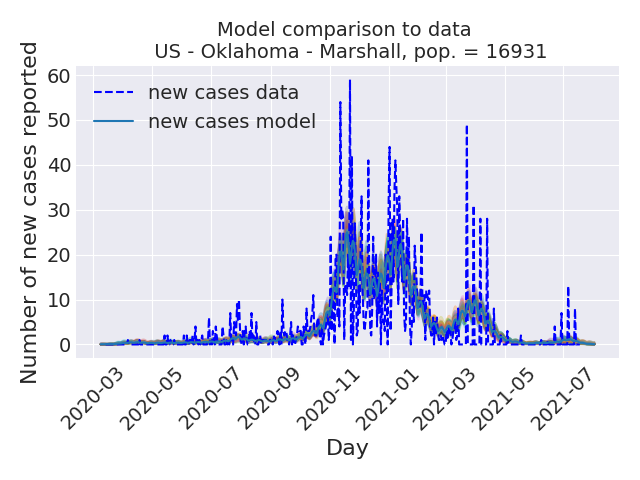 Model comparison to data
US - Oklahoma - Marshall, pop. = 16931
Number of new cases reported
60
50
40
30
20
10
0
new cases data
new cases model
2020-03
2020-05
2020-07
2020-09
2020-11
2021-01
2021-03
2021-05
2021-07
Day